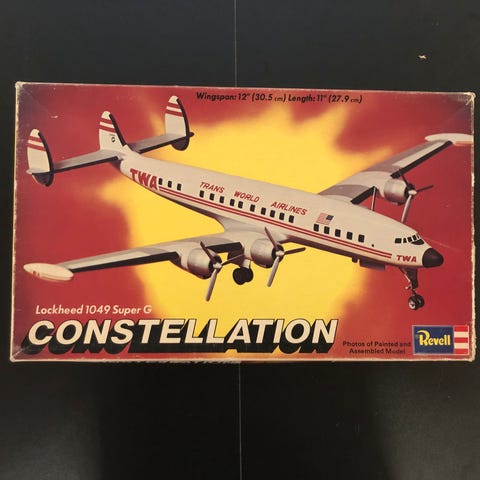 Wingspan: 12" (30.5 cm) Length: 11" (27.9 cm)
TWA
TRANS WORLD AIRLINES
TWA
Lockheed 1049 Super G
CONSTELLATION
Photos of Painted and
Assembled Model
Revell